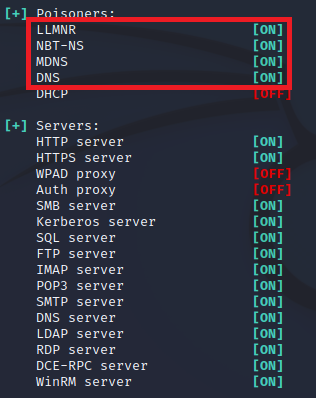 [+] Poisoners:
LLMNR [ON]
NBT-NS [ON]
MDNS [ON]
DNS [ON]
DHCP [OFF]
[+] Servers:
HTTP server [ON]
HTTPS server [ON]
WPAD proxy [OFF]
Auth proxy [OFF]
SMB server [ON]
Kerberos server [ON]
SQL server [ON]
FTP server [ON]
IMAP server [ON]
POP3 server [ON]
SMTP server [ON]
DNS server [ON]
LDAP server [ON]
RDP server [ON]
DCE-RPC server [ON]
WinRM server [ON]